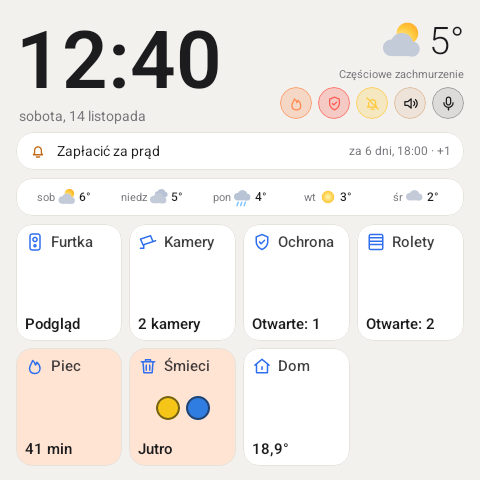 12:40
5°
Częściowe zachmurzenie
sobota, 14 listopada
Zapłacić za prąd
za 6 dni, 18:00 · +1
sob 6° niedz 5° pon 4° wt 3° śr 2°
Furtka Kamery Ochrona Rolety
Podgląd 2 kamery Otwarte: 1 Otwarte: 2
Piec Śmieci Dom
41 min Jutro 18,9°